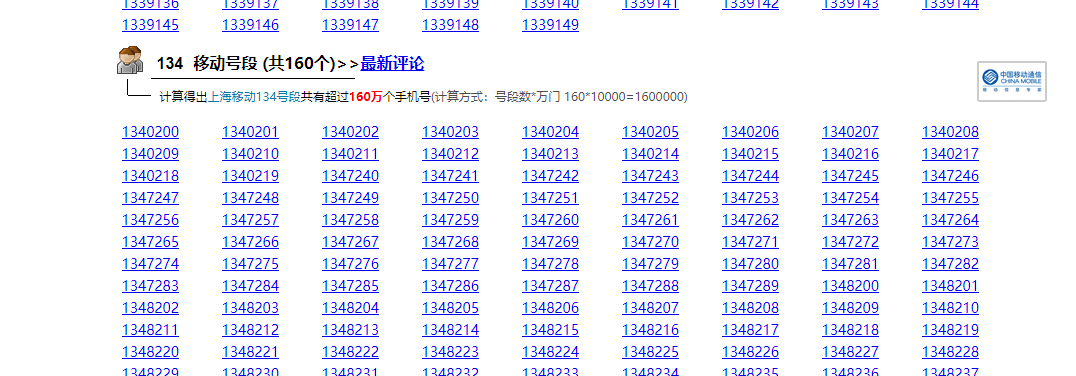 1339136 1339137 1339138 1339139 1339140 1339141 1339142 1339143 1339144
1339145 1339146 1339147 1339148 1339149
134 移动号段 (共160个)>>最新评论
中国移动通信
CHINA MOBILE
计算得出上海移动134号段共有超过160万个手机号(计算方式：号段数*万门 160*10000=1600000)
1340200 1340201 1340202 1340203 1340204 1340205 1340206 1340207 1340208
1340209 1340210 1340211 1340212 1340213 1340214 1340215 1340216 1340217
1340218 1340219 1347240 1347241 1347242 1347243 1347244 1347245 1347246
1347247 1347248 1347249 1347250 1347251 1347252 1347253 1347254 1347255
1347256 1347257 1347258 1347259 1347260 1347261 1347262 1347263 1347264
1347265 1347266 1347267 1347268 1347269 1347270 1347271 1347272 1347273
1347274 1347275 1347276 1347277 1347278 1347279 1347280 1347281 1347282
1347283 1347284 1347285 1347286 1347287 1347288 1347289 1348200 1348201
1348202 1348203 1348204 1348205 1348206 1348207 1348208 1348209 1348210
1348211 1348212 1348213 1348214 1348215 1348216 1348217 1348218 1348219
1348220 1348221 1348222 1348223 1348224 1348225 1348226 1348227 1348228
1348229 1348230 1348231 1348232 1348233 1348234 1348235 1348236 1348237